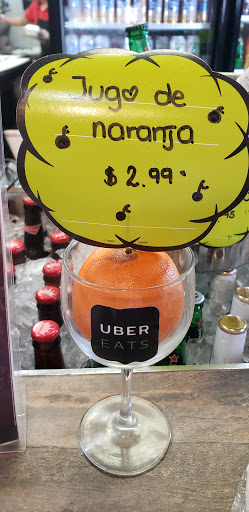 Jugo de
naranja
$ 2.99
UBER
EATS